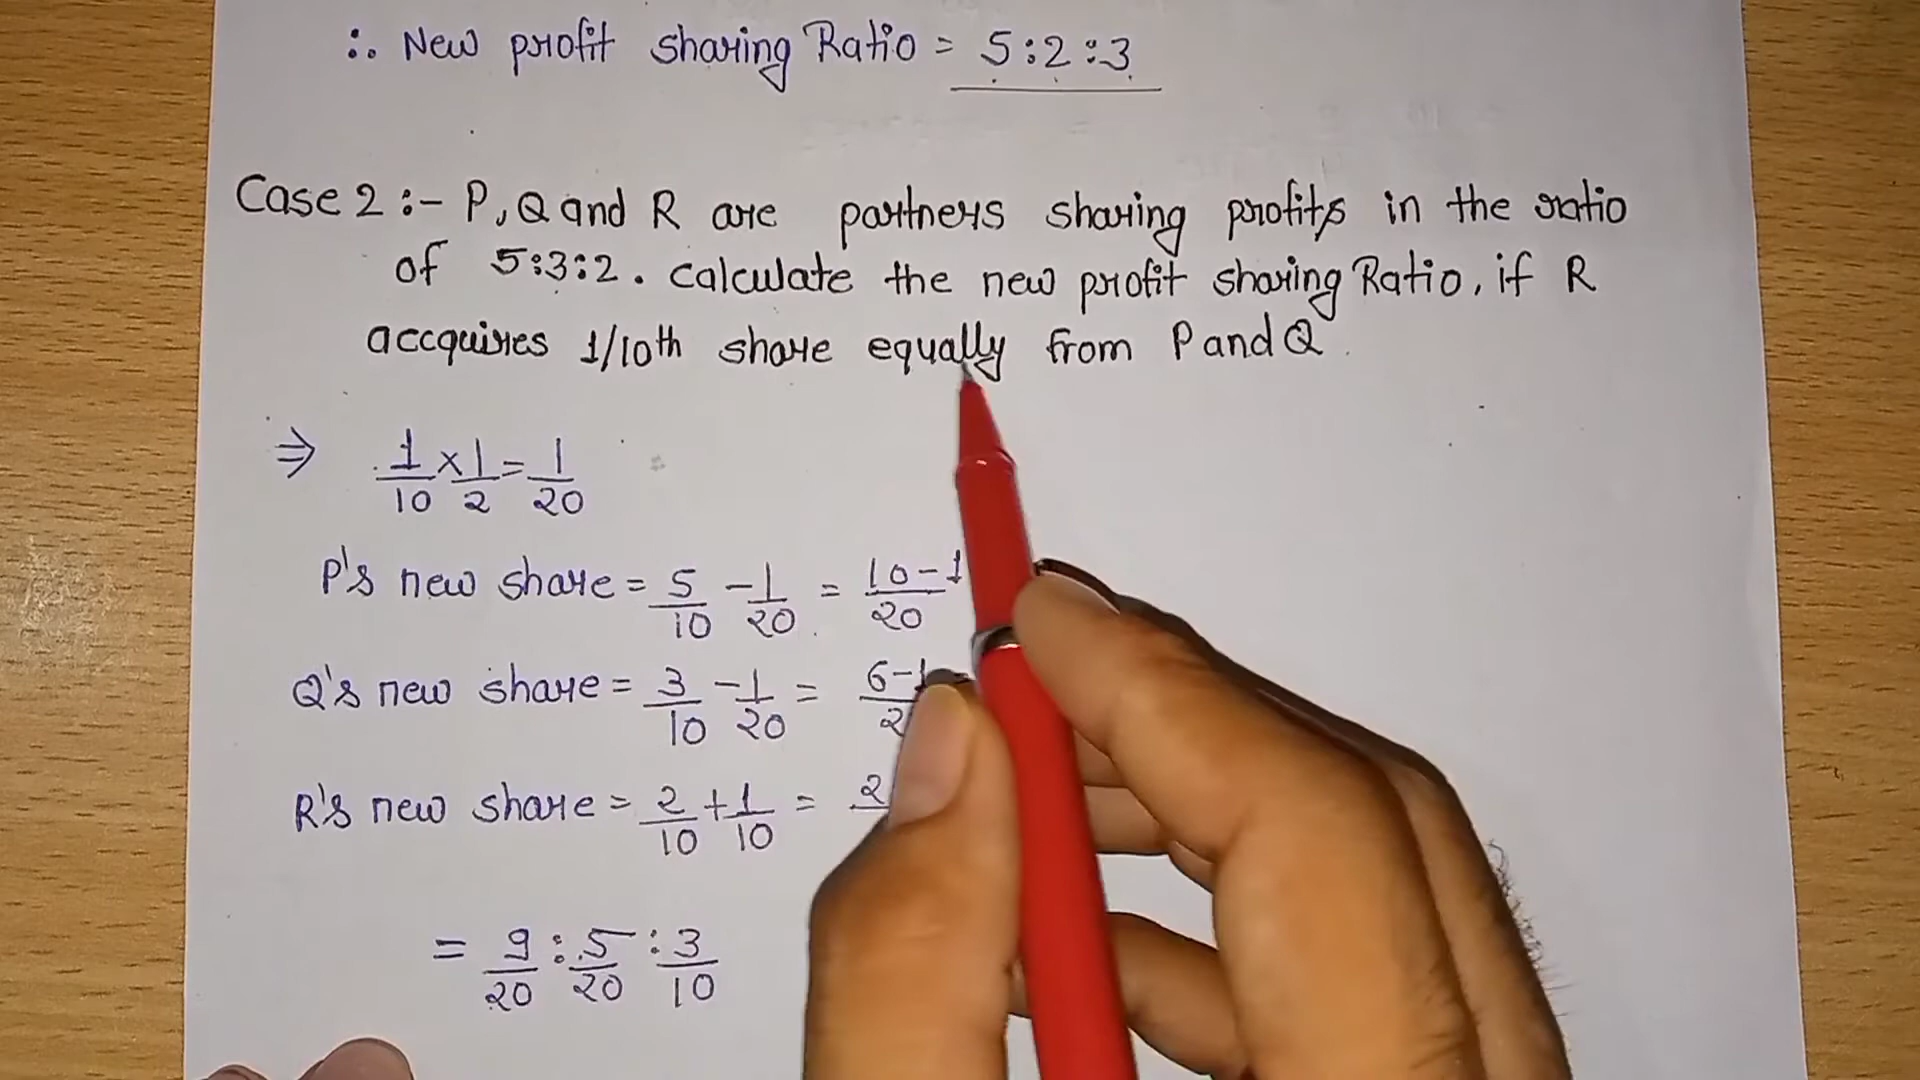 ∴ New profit sharing Ratio = 5:2:3
Case 2 :- P, Q and R are partners sharing profits in the ratio
of 5:3:2. Calculate the new profit sharing Ratio, if R
accquires 1/10th share equally from P and Q
⇒ 1/10 × 1/2 = 1/20
P's new share = 5/10 - 1/20 = 10-1/20
Q's new share = 3/10 - 1/20 = 6-1
R's new share = 2/10 + 1/10 = 2
= 9/20 : 5/20 : 3/10